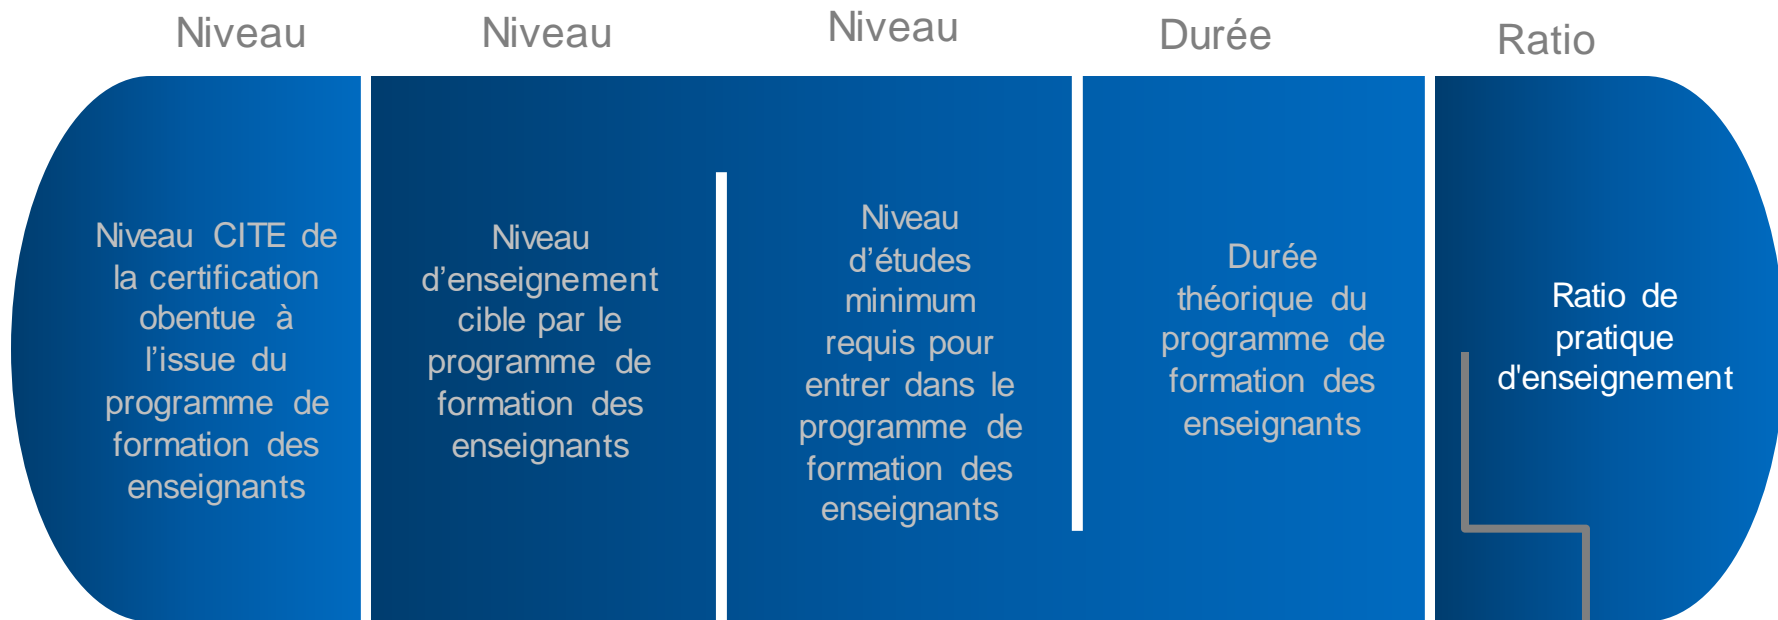 Niveau
Niveau
Niveau
Durée
Ratio
Niveau CITE de
la certification
obentue à
l’issue du
programme de
formation des
enseignants
Niveau
d’enseignement
cible par le
programme de
formation des
enseignants
Niveau
d’études
minimum
requis pour
entrer dans le
programme de
formation des
enseignants
Durée
théorique du
programme de
formation des
enseignants
Ratio de
pratique
d'enseignement